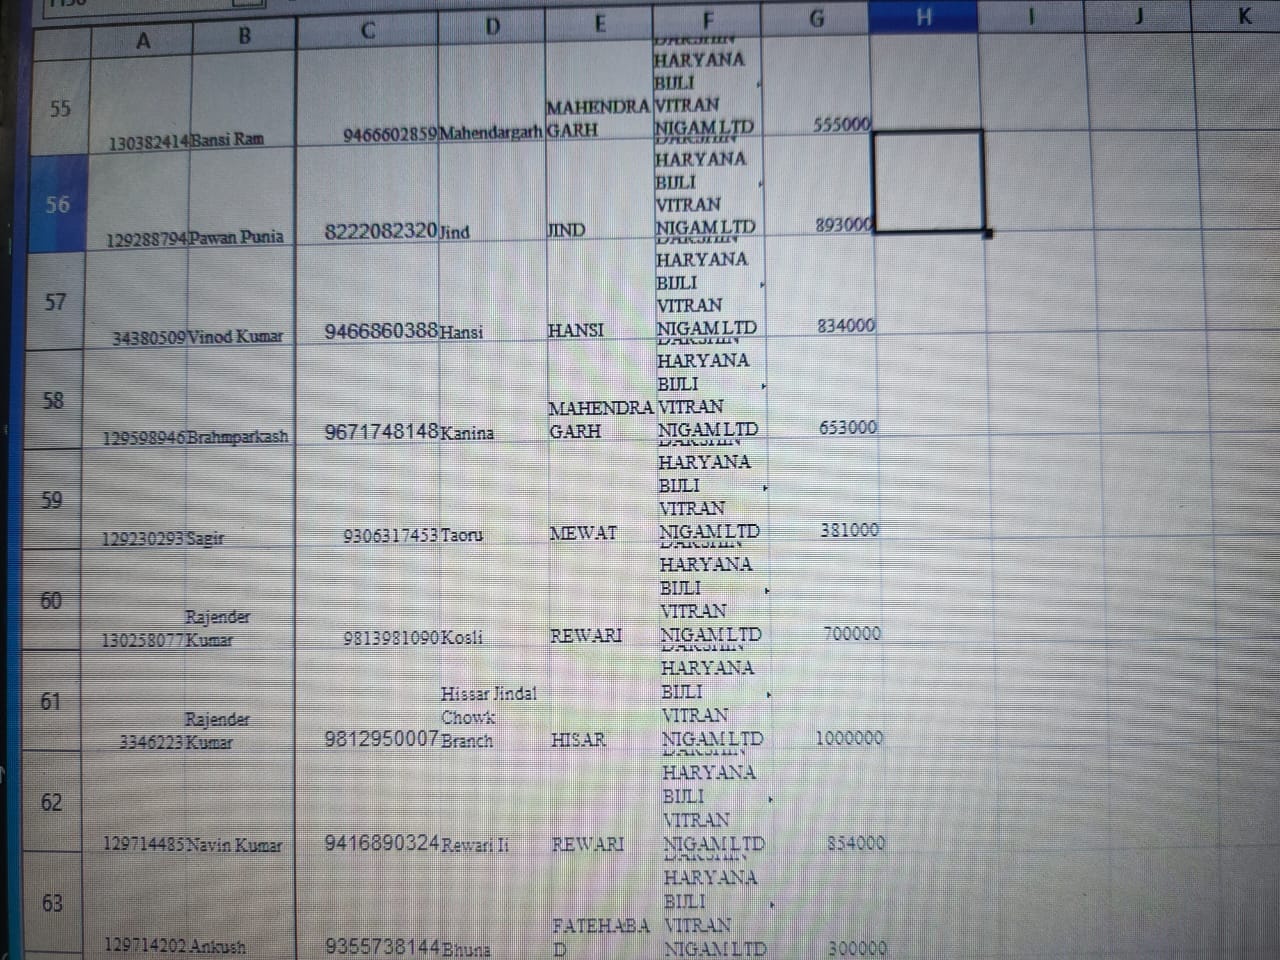 A B C D E F G H I J K
55 130382414 Bansi Ram 9466602859 Mahendargarh MAHENDRA
GARH
HARYANA
BIJLI
VITRAN
NIGAM LTD 555000
56 129288794 Pawan Punia 8222082320 Jind JIND
HARYANA
BIJLI
VITRAN
NIGAM LTD 893000
57 34380509 Vinod Kumar 9466860388 Hansi HANSI
HARYANA
BIJLI
VITRAN
NIGAM LTD 834000
58 129598946 Brahmparkash 9671748148 Kanina MAHENDRA
GARH
HARYANA
BIJLI
VITRAN
NIGAM LTD 653000
59 129230293 Sagir 9306317453 Taoru MEWAT
HARYANA
BIJLI
VITRAN
NIGAM LTD 381000
60 130258077 Rajender
Kumar 9813981090 Kosli REWARI
HARYANA
BIJLI
VITRAN
NIGAM LTD 700000
61 3346223 Rajender
Kumar 9812950007 Hissar Jindal
Chowk
Branch HISAR
HARYANA
BIJLI
VITRAN
NIGAM LTD 1000000
62 129714485 Navin Kumar 9416890324 Rewari Ii REWARI
HARYANA
BIJLI
VITRAN
NIGAM LTD 854000
63 129714202 Ankush 9355738144 Bhuna FATEHABA
D
HARYANA
BIJLI
VITRAN
NIGAM LTD 300000